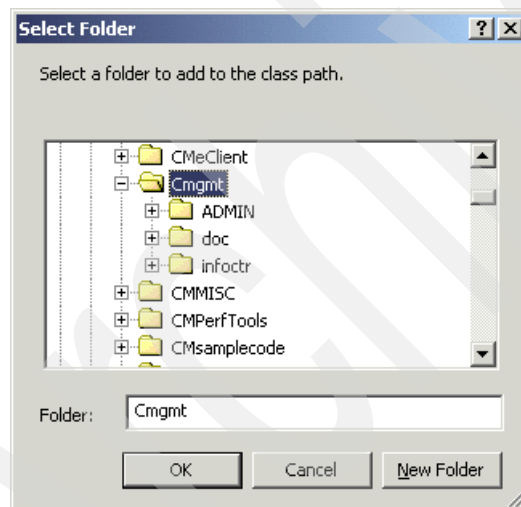 Select Folder
Select a folder to add to the class path.
CMeClient
Cmgmt
ADMIN
doc
infoctr
CMMISC
CMPerfTools
CMsamplecode
Folder: Cmgmt
OK Cancel New Folder